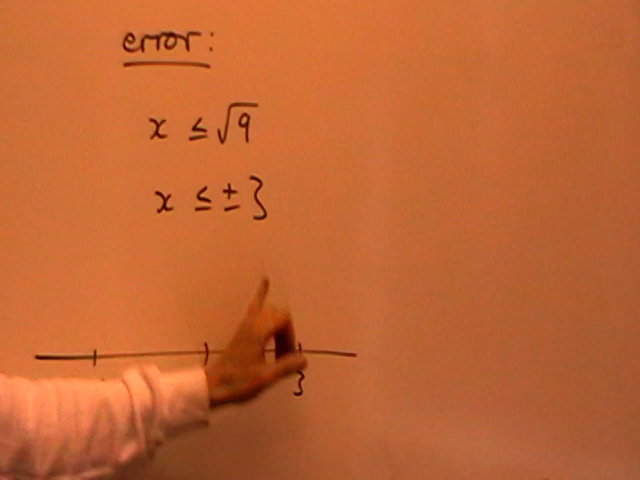 error:
x ≤ √9
x ≤ ± 3
3